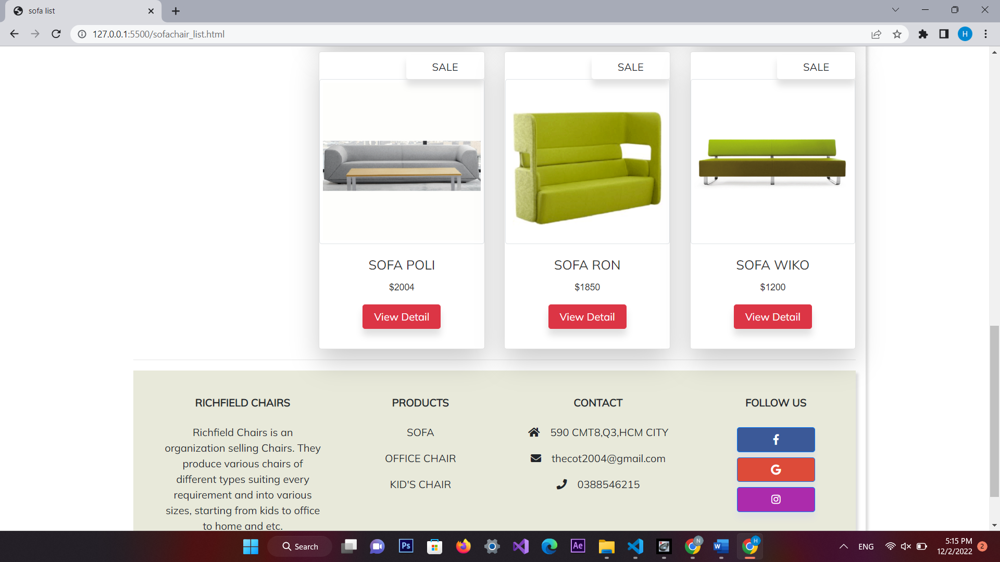 sofa list
127.0.0.1:5500/sofachair_list.html
H
SALE
SALE
SALE
SOFA POLI
SOFA RON
SOFA WIKO
$2004
$1850
$1200
View Detail
View Detail
View Detail
RICHFIELD CHAIRS
Richfield Chairs is an
organization selling Chairs. They
produce various chairs of
different types suiting every
requirement and into various
sizes, starting from kids to office
to home and etc.
PRODUCTS
SOFA
OFFICE CHAIR
KID'S CHAIR
CONTACT
590 CMT8,Q3,HCM CITY
thecot2004@gmail.com
0388546215
FOLLOW US
Search
Ps
Ae
N
W
H
ENG
5:15 PM
12/2/2022
2